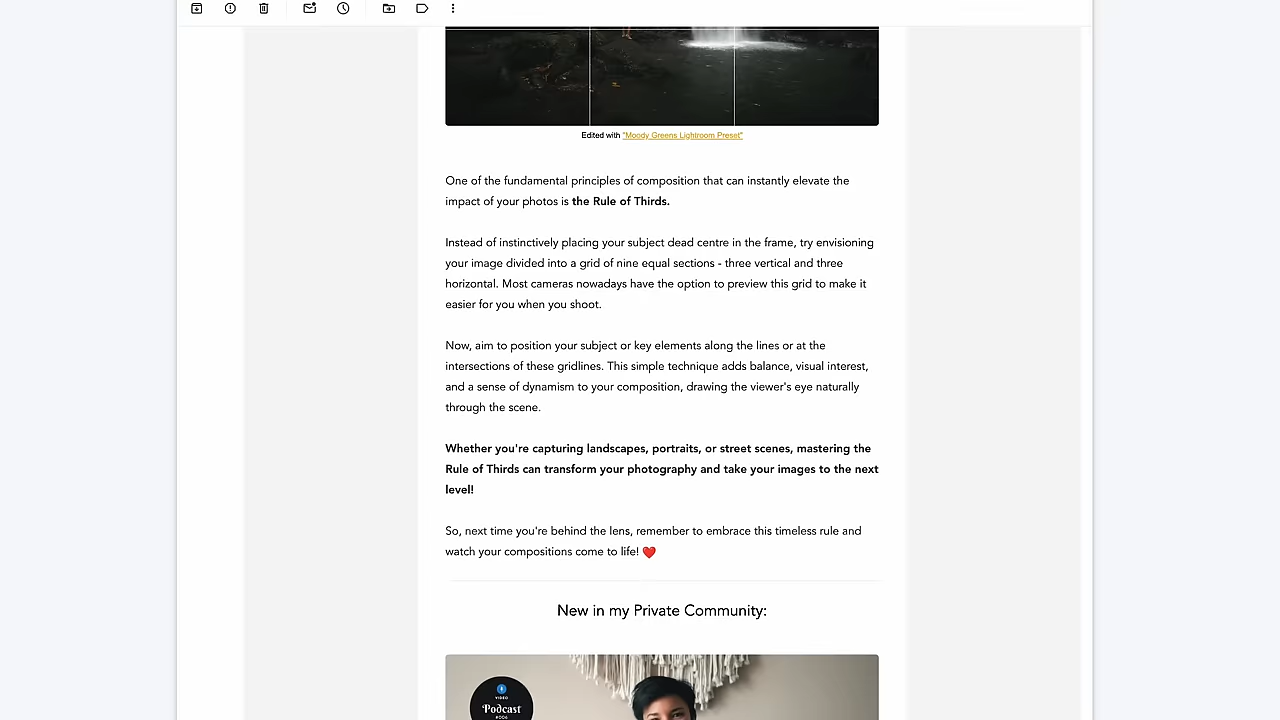 Edited with "Moody Greens Lightroom Preset"
One of the fundamental principles of composition that can instantly elevate the
impact of your photos is the Rule of Thirds.
Instead of instinctively placing your subject dead centre in the frame, try envisioning
your image divided into a grid of nine equal sections - three vertical and three
horizontal. Most cameras nowadays have the option to preview this grid to make it
easier for you when you shoot.
Now, aim to position your subject or key elements along the lines or at the
intersections of these gridlines. This simple technique adds balance, visual interest,
and a sense of dynamism to your composition, drawing the viewer's eye naturally
through the scene.
Whether you're capturing landscapes, portraits, or street scenes, mastering the
Rule of Thirds can transform your photography and take your images to the next
level!
So, next time you're behind the lens, remember to embrace this timeless rule and
watch your compositions come to life! ❤️
New in my Private Community:
VIDEO
Podcast
#006